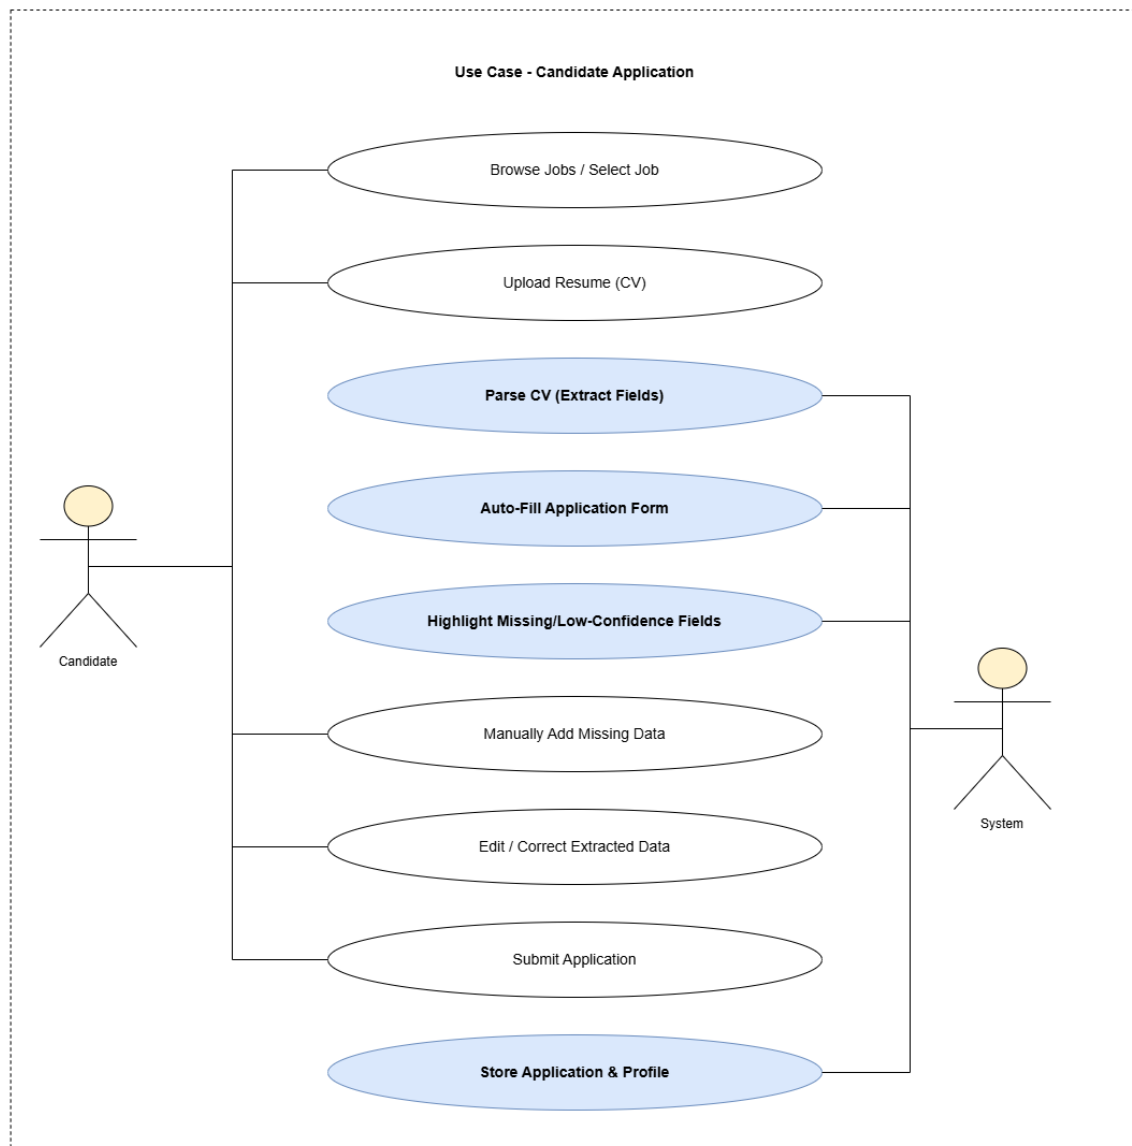 Use Case - Candidate Application
Browse Jobs / Select Job
Upload Resume (CV)
Parse CV (Extract Fields)
Auto-Fill Application Form
Highlight Missing/Low-Confidence Fields
Candidate
Manually Add Missing Data
System
Edit / Correct Extracted Data
Submit Application
Store Application & Profile